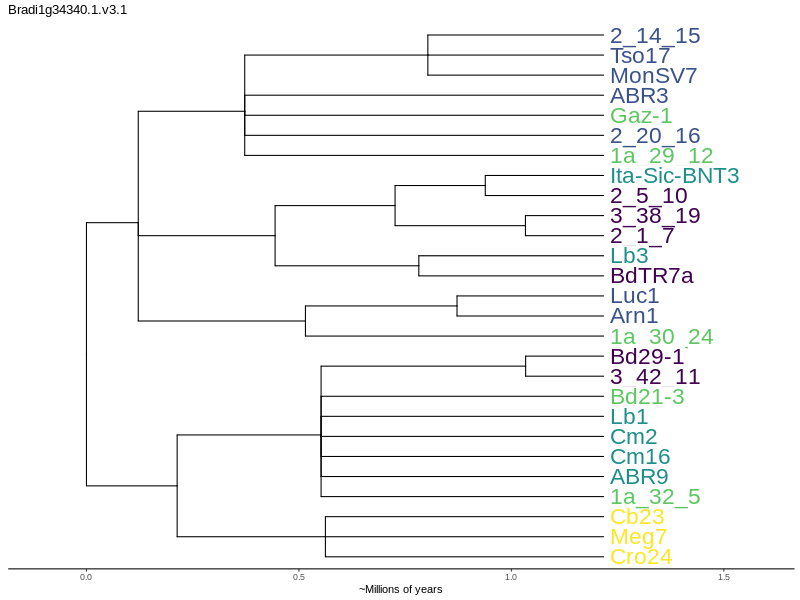 Bradi1g34340.1.v3.1
2_14_15
Tso17
MonSV7
ABR3
Gaz-1
2_20_16
1a_29_12
Ita-Sic-BNT3
2_5_10
3_38_19
2_1_7
Lb3
BdTR7a
Luc1
Arn1
1a_30_24
Bd29-1
3_42_11
Bd21-3
Lb1
Cm2
Cm16
ABR9
1a_32_5
Cb23
Meg7
Cro24
0.0 0.5 1.0 1.5
~Millions of years